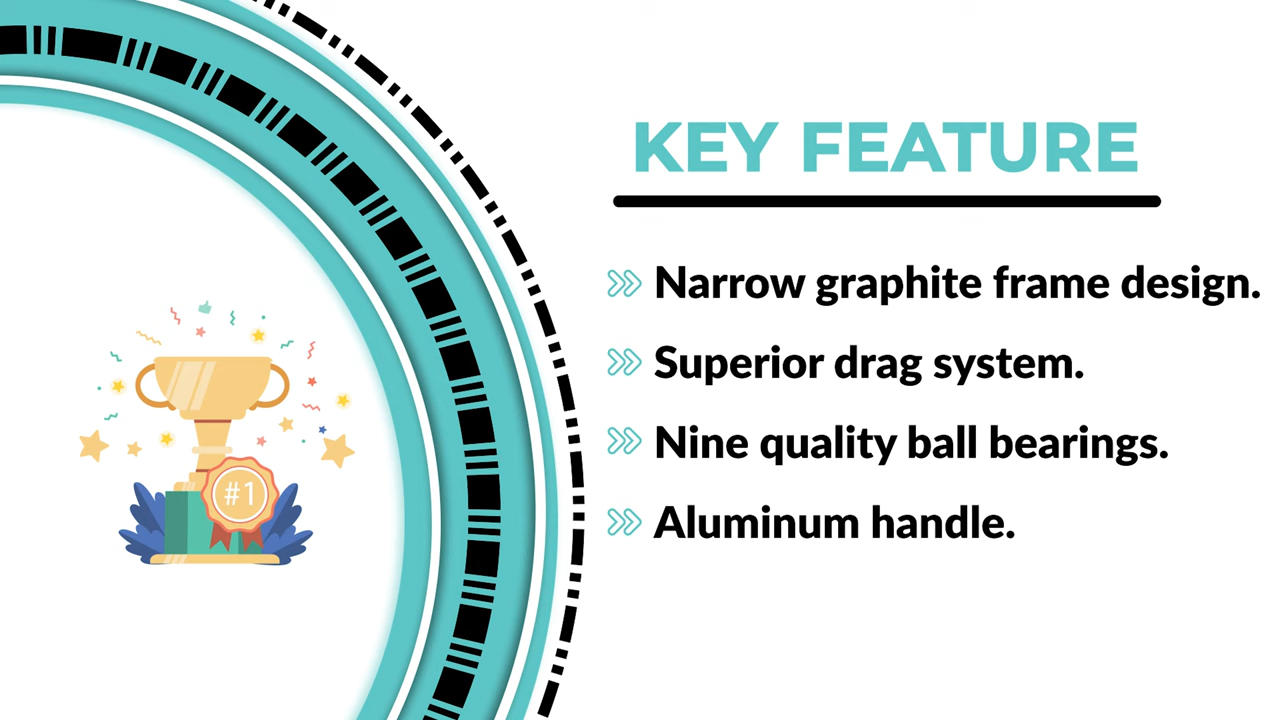 KEY FEATURE
Narrow graphite frame design.
Superior drag system.
Nine quality ball bearings.
Aluminum handle.
#1